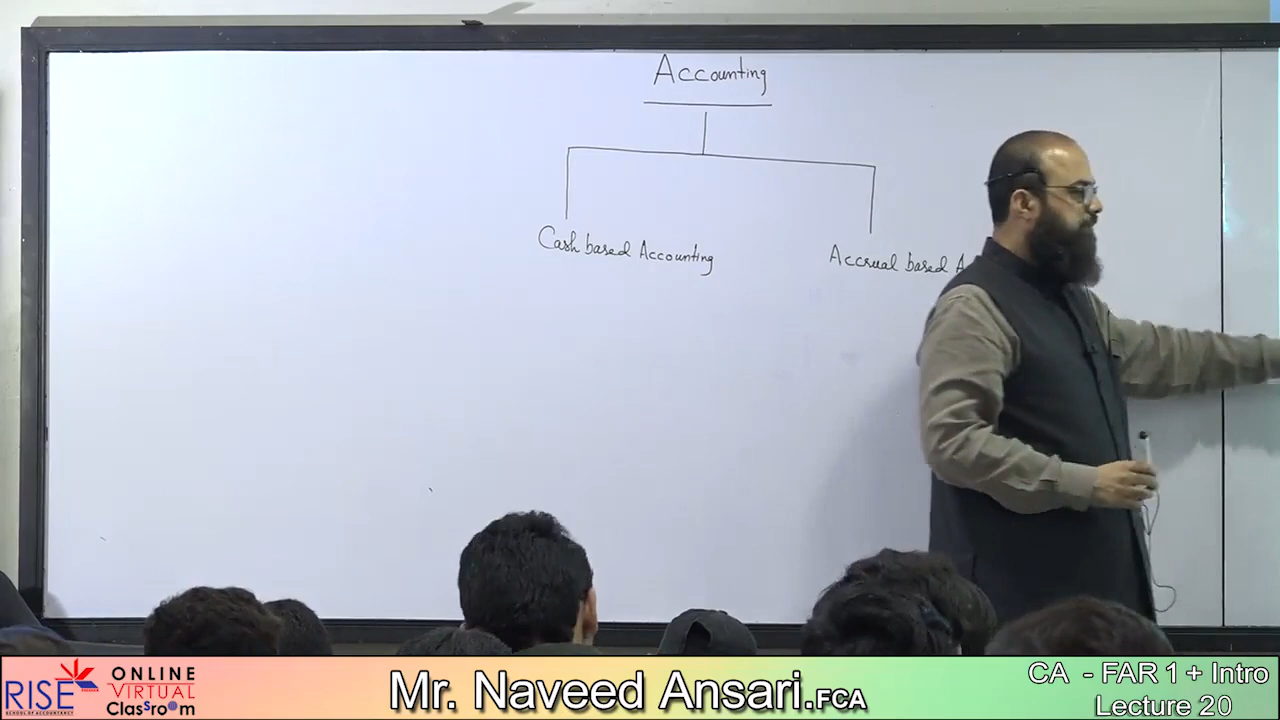 Accounting
Cash based Accounting
Accrual based A
RISE
SCHOOL OF ACCOUNTANCY
ONLINE
VIRTUAL
Classroom
Mr. Naveed Ansari.FCA
CA - FAR 1 + Intro
Lecture 20